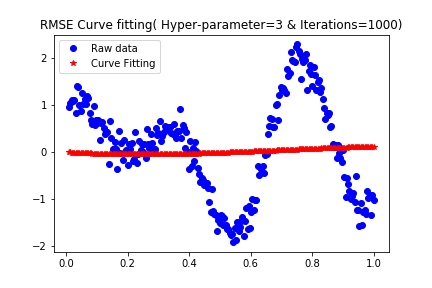 RMSE Curve fitting( Hyper-parameter=3 & Iterations=1000)
Raw data
Curve Fitting
2
1
0
−1
−2
0.0 0.2 0.4 0.6 0.8 1.0